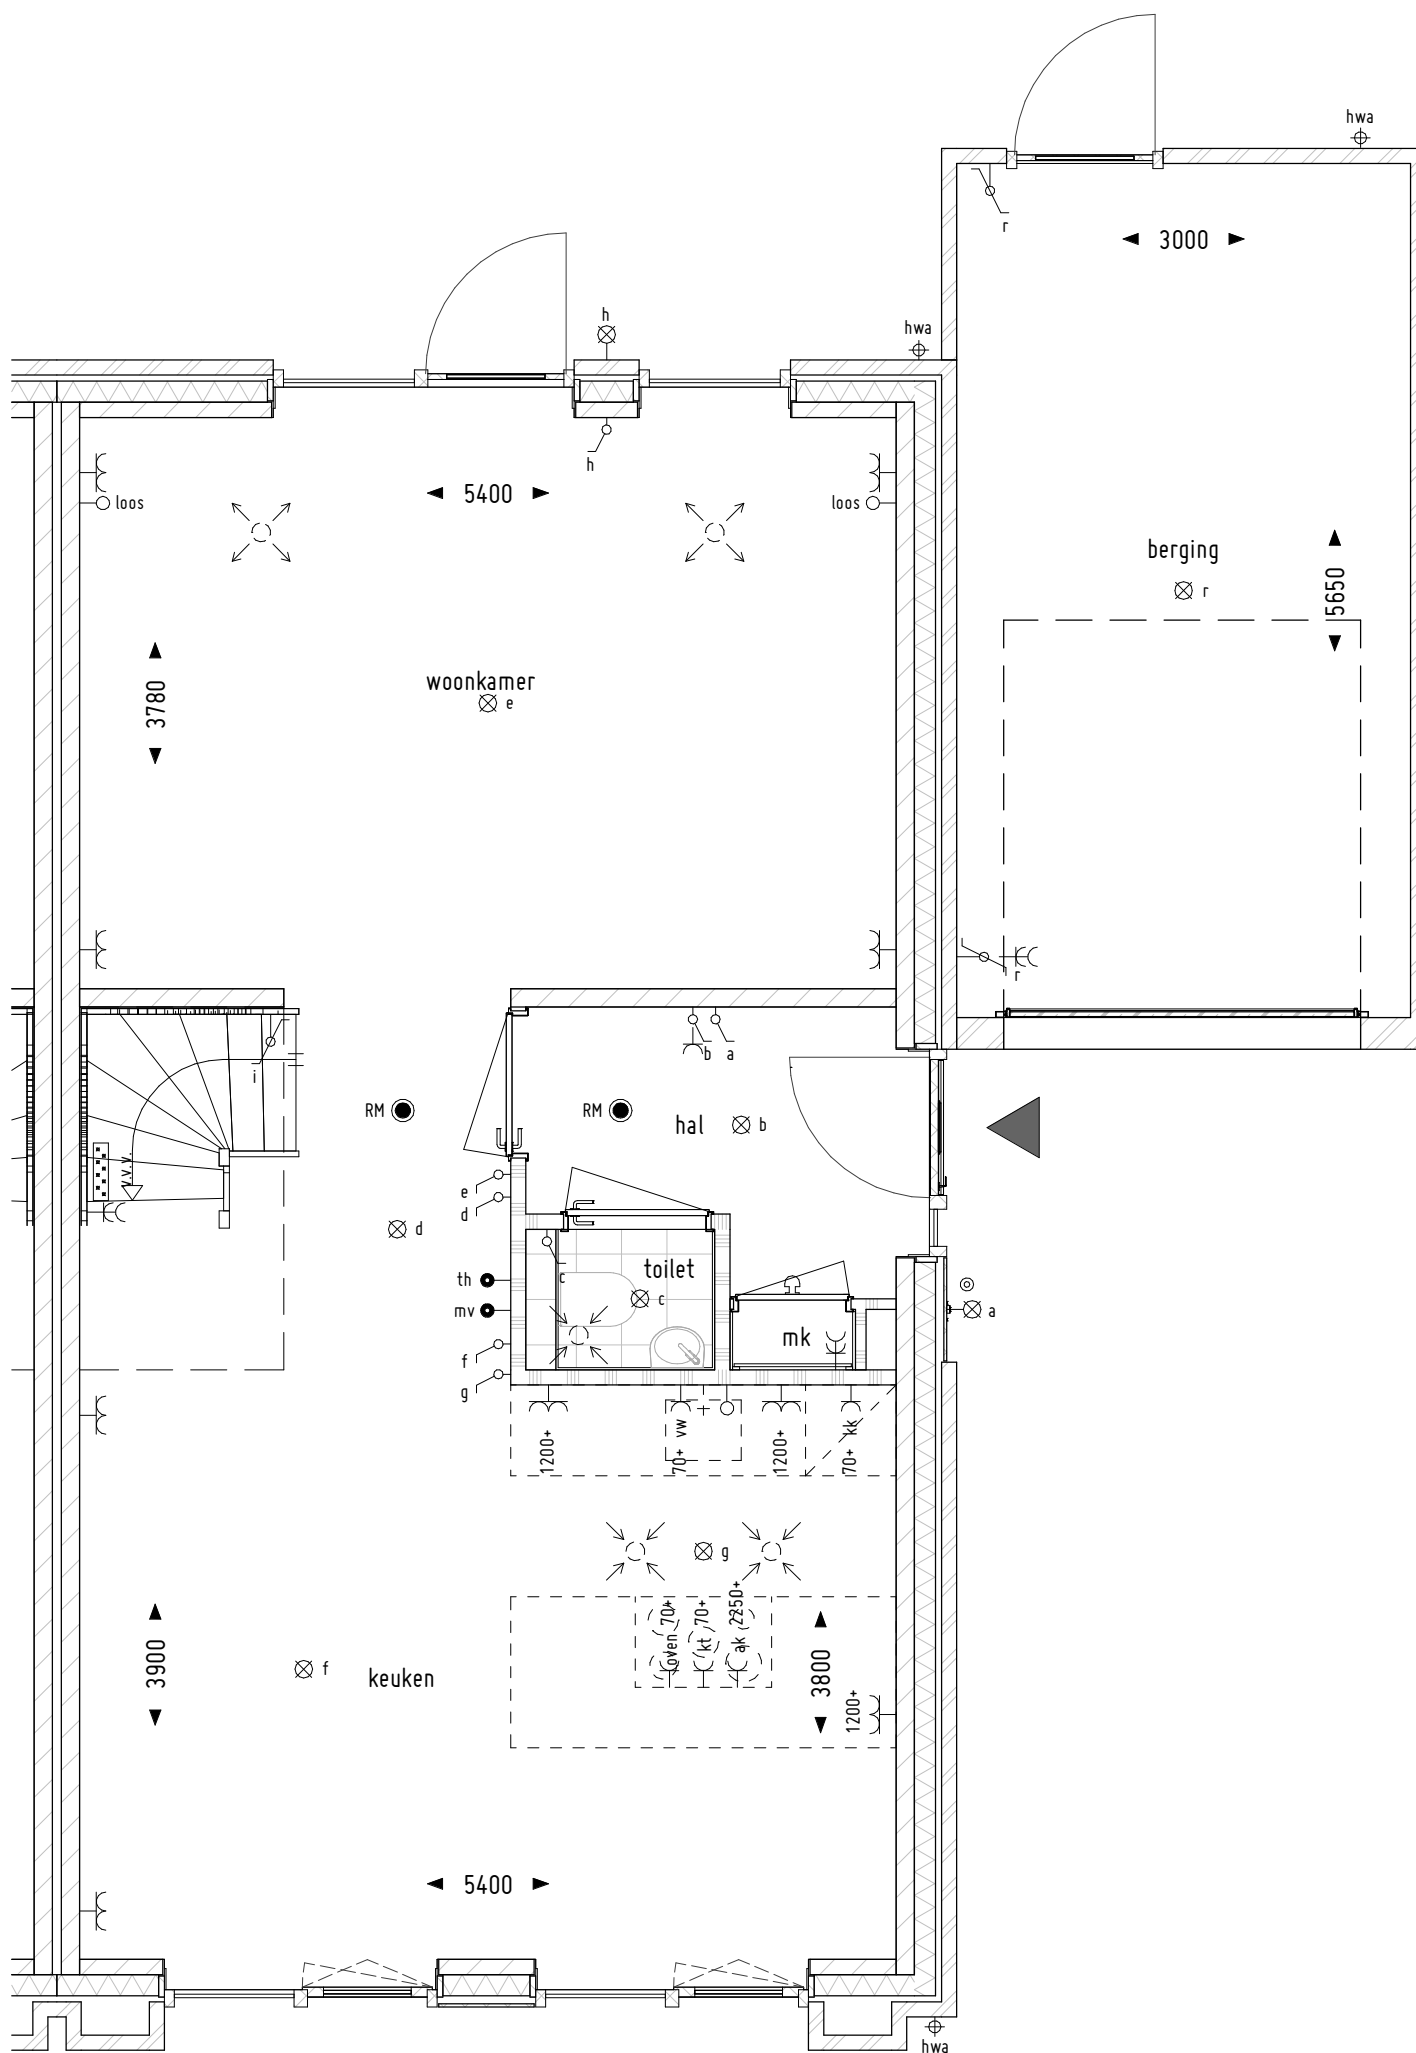 hwa
r
3000
h
hwa
h
5400
loos
loos
berging
r
5650
woonkamer
e
3780
r
b
a
i
RM
RM
hal
b
v.v.v.
e
d
d
c
toilet
th
c
mv
a
mk
f
g
1200+
70+ vw
1200+
70+ kk
g
oven 70+
kt 70+
ak 2250+
3900
f
keuken
3800
1200+
5400
hwa